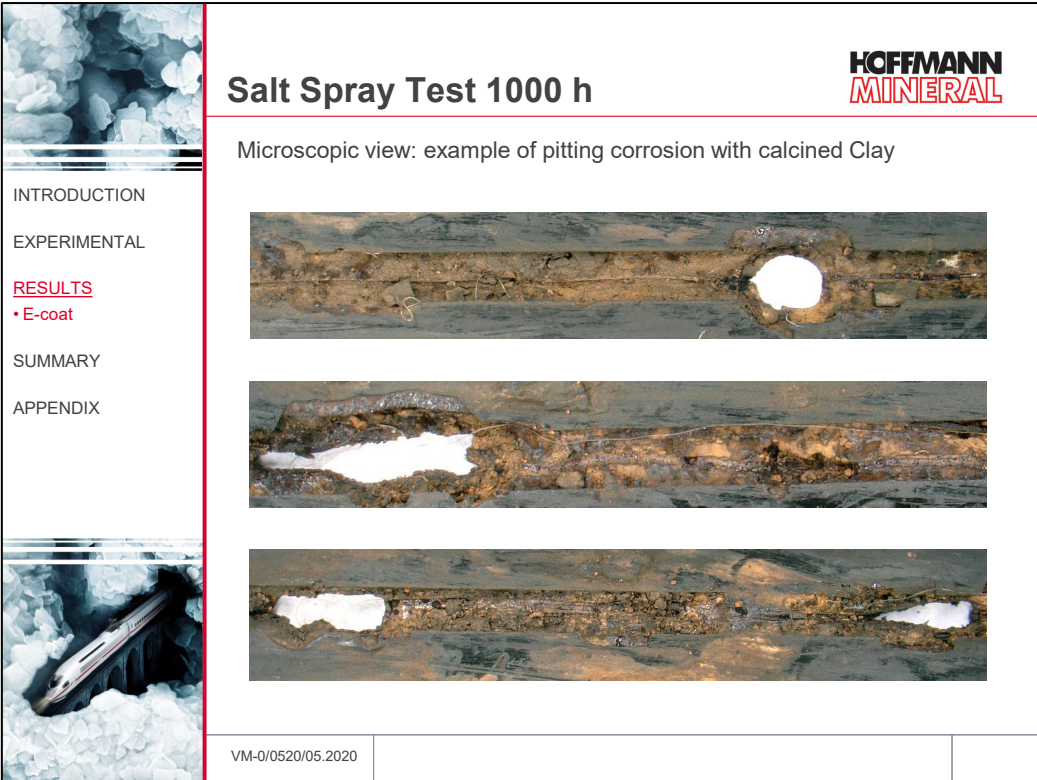 Salt Spray Test 1000 h
HOFFMANN
MINERAL
Microscopic view: example of pitting corrosion with calcined Clay
INTRODUCTION
EXPERIMENTAL
RESULTS
• E-coat
SUMMARY
APPENDIX
VM-0/0520/05.2020